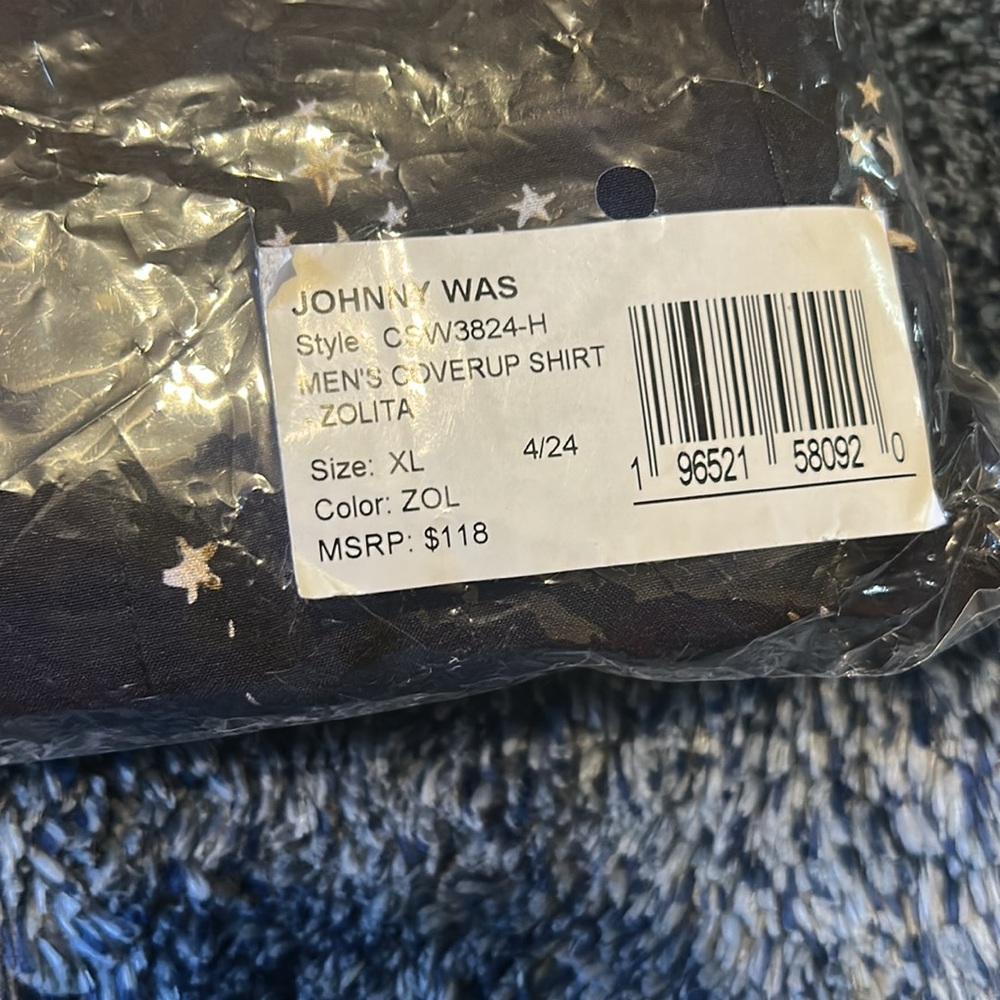 JOHNNY WAS
Style: CSW3824-H
MEN'S COVERUP SHIRT
- ZOLITA
Size: XL
4/24
Color: ZOL
MSRP: $118
1 96521 58092 0